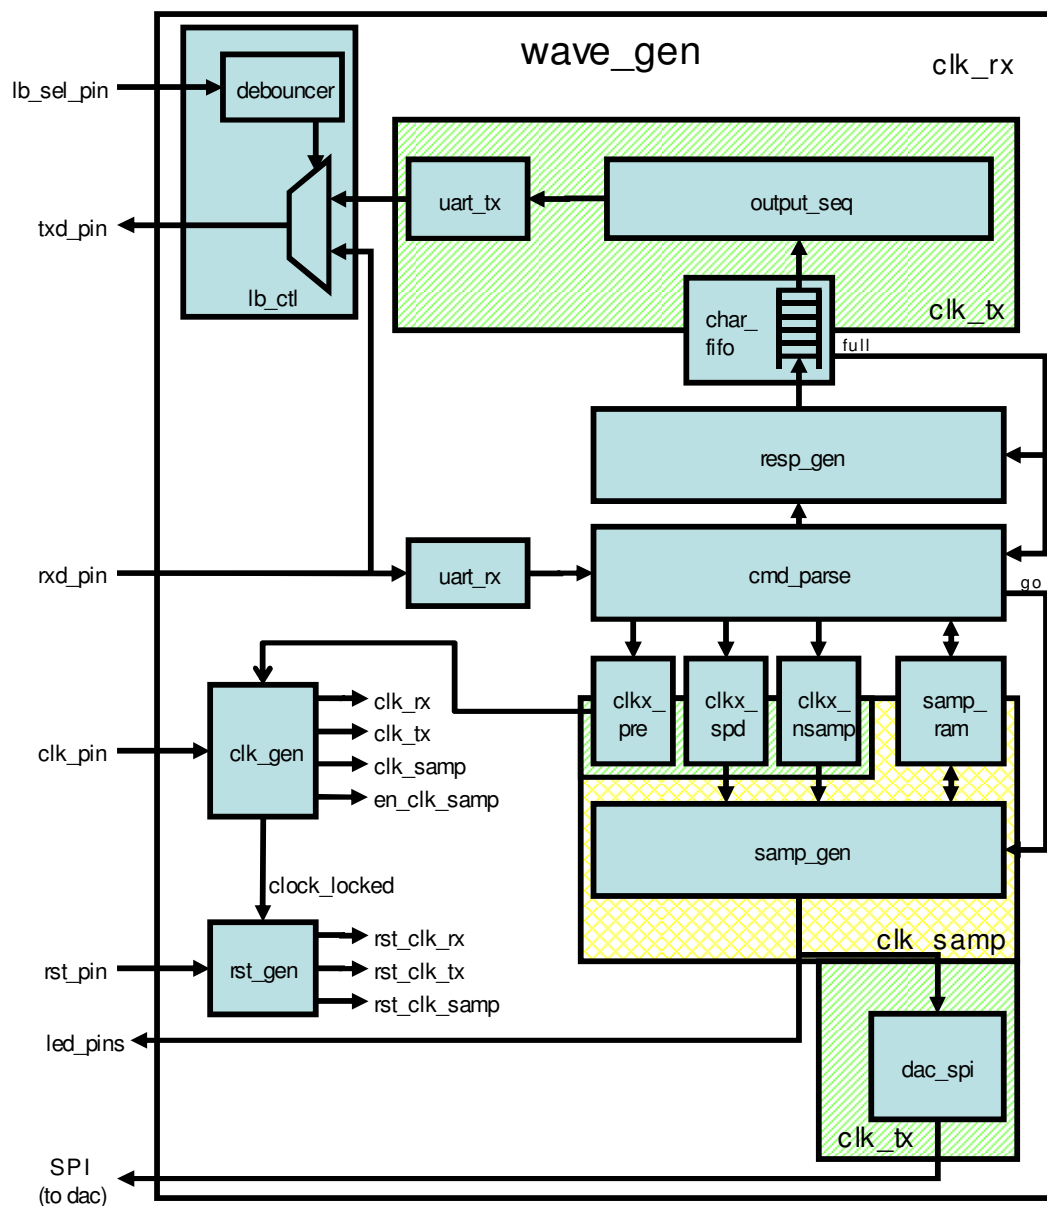 wave_gen
clk_rx
lb_sel_pin
debouncer
uart_tx
output_seq
txd_pin
lb_ctl
clk_tx
char_
fifo
full
resp_gen
rxd_pin
uart_rx
cmd_parse
go
clkx_
pre
clkx_
spd
clkx_
nsamp
samp_
ram
clk_pin
clk_gen
clk_rx
clk_tx
clk_samp
en_clk_samp
samp_gen
clock_locked
clk_samp
rst_pin
rst_gen
rst_clk_rx
rst_clk_tx
rst_clk_samp
led_pins
dac_spi
clk_tx
SPI
(to dac)